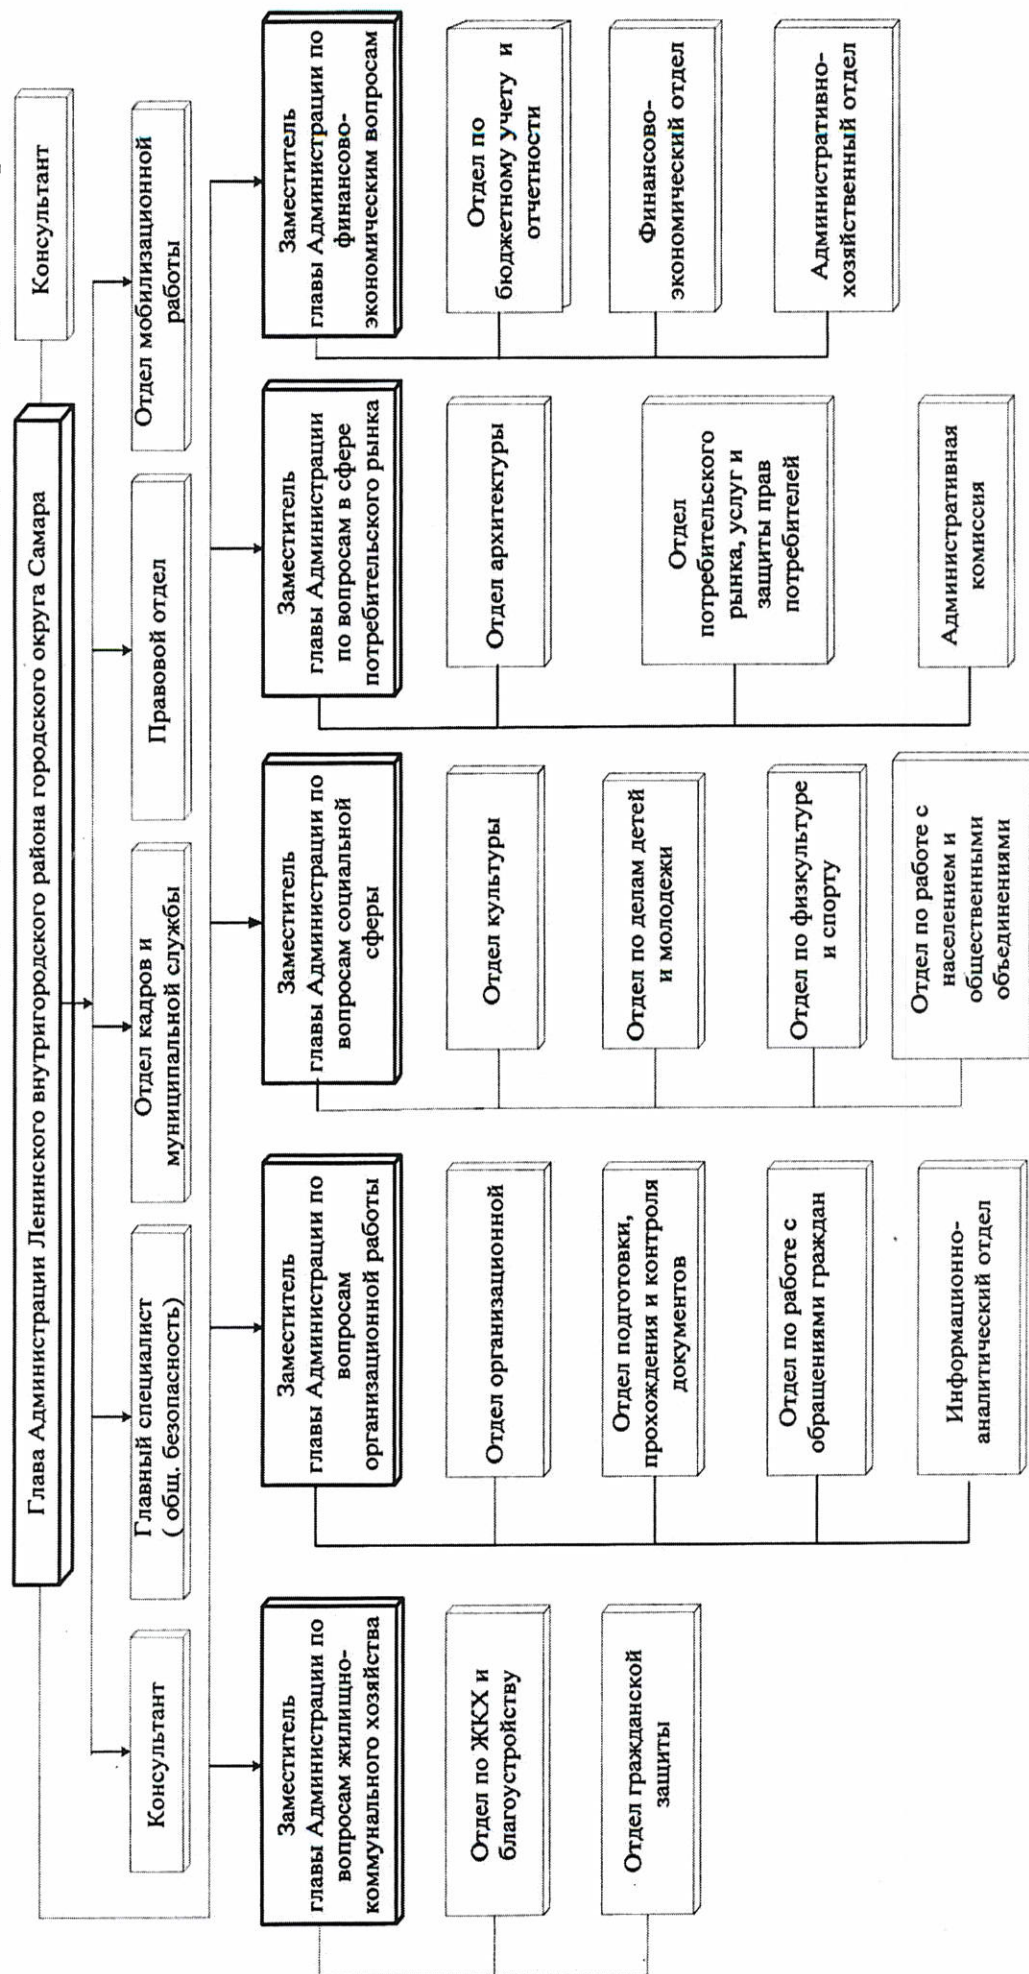 Глава Администрации Ленинского внутригородского района городского округа Самара
Консультант
Консультант
Главный специалист
( общ. безопасность)
Отдел кадров и
муниципальной службы
Правовой отдел
Отдел мобилизационной
работы
Заместитель
главы Администрации по
вопросам жилищно-
коммунального хозяйства
Отдел по ЖКХ и
благоустройству
Отдел гражданской
защиты
Заместитель
главы Администрации по
вопросам
организационной работы
Отдел организационной
Отдел подготовки,
прохождения и контроля
документов
Отдел по работе с
обращениями граждан
Информационно-
аналитический отдел
Заместитель
главы Администрации по
вопросам социальной
сферы
Отдел культуры
Отдел по делам детей
и молодежи
Отдел по физкультуре
и спорту
Отдел по работе с
населением и
общественными
объединениями
Заместитель
главы Администрации
по вопросам в сфере
потребительского рынка
Отдел архитектуры
Отдел
потребительского
рынка, услуг и
защиты прав
потребителей
Административная
комиссия
Заместитель
главы Администрации по
финансово-
экономическим вопросам
Отдел по
бюджетному учету и
отчетности
Финансово-
экономический отдел
Административно-
хозяйственный отдел